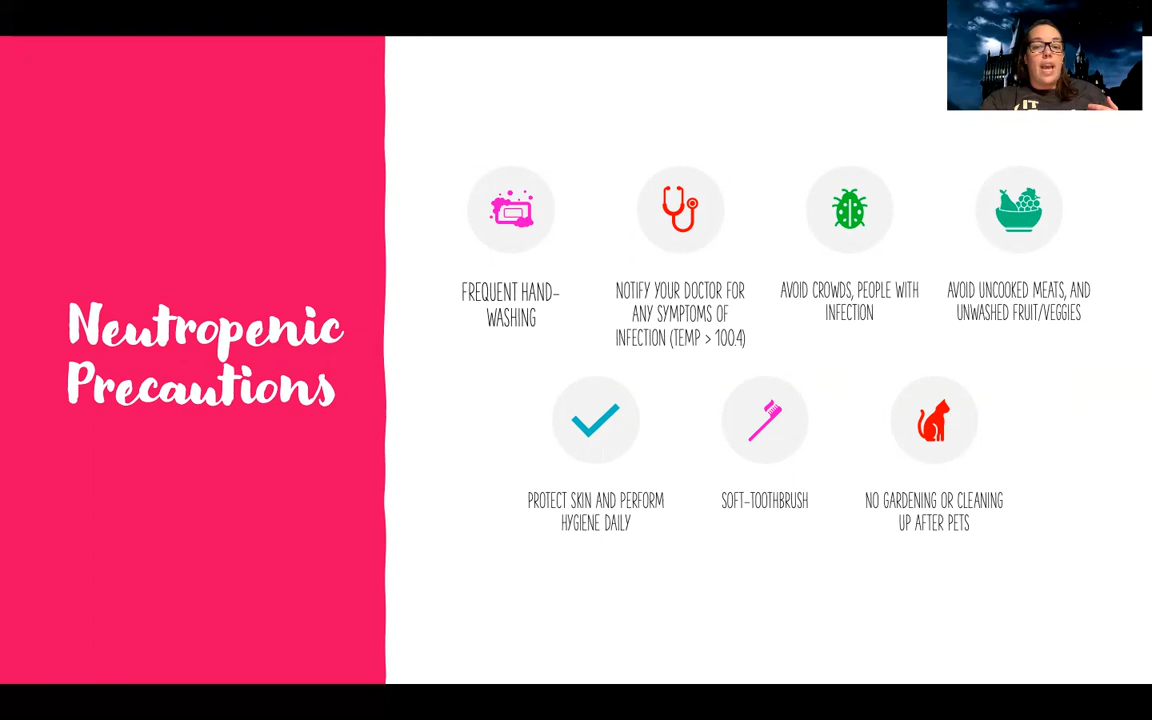 Neutropenic
Precautions
FREQUENT HAND-
WASHING
NOTIFY YOUR DOCTOR FOR
ANY SYMPTOMS OF
INFECTION (TEMP > 100.4)
AVOID CROWDS, PEOPLE WITH
INFECTION
AVOID UNCOOKED MEATS, AND
UNWASHED FRUIT/VEGGIES
PROTECT SKIN AND PERFORM
HYGIENE DAILY
SOFT-TOOTHBRUSH
NO GARDENING OR CLEANING
UP AFTER PETS
IT